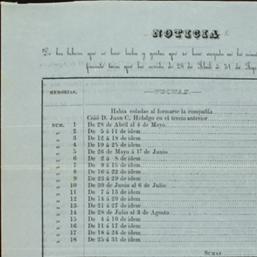 NOTICIA
MEMORIAS.
FECHAS.
Había coladas al formarse la compañía
Coló D. Juan C. Hidalgo en el tercio anterior
NUM. 1 De 28 de Abril al 4 de Mayo.
2 De 5 á 11 de idem
3 De 12 á 18 de idem
4 De 19 á 25 de idem
5 De 26 de Mayo á 1º de Junio
6 De 2 á 8 de idem
7 De 9 á 15 de idem
8 De 16 á 22 de idem
9 De 23 á 29 de idem
10 De 30 de Junio al 6 de Julio
11 De 7 á 13 de idem
12 De 14 á 20 de idem
13 De 21 á 27 de idem
14 De 28 de Julio al 3 de Agosto
15 De 4 á 10 de idem
16 De 11 á 17 de idem
17 De 18 á 24 de idem
18 De 25 á 31 de idem
SUMAS